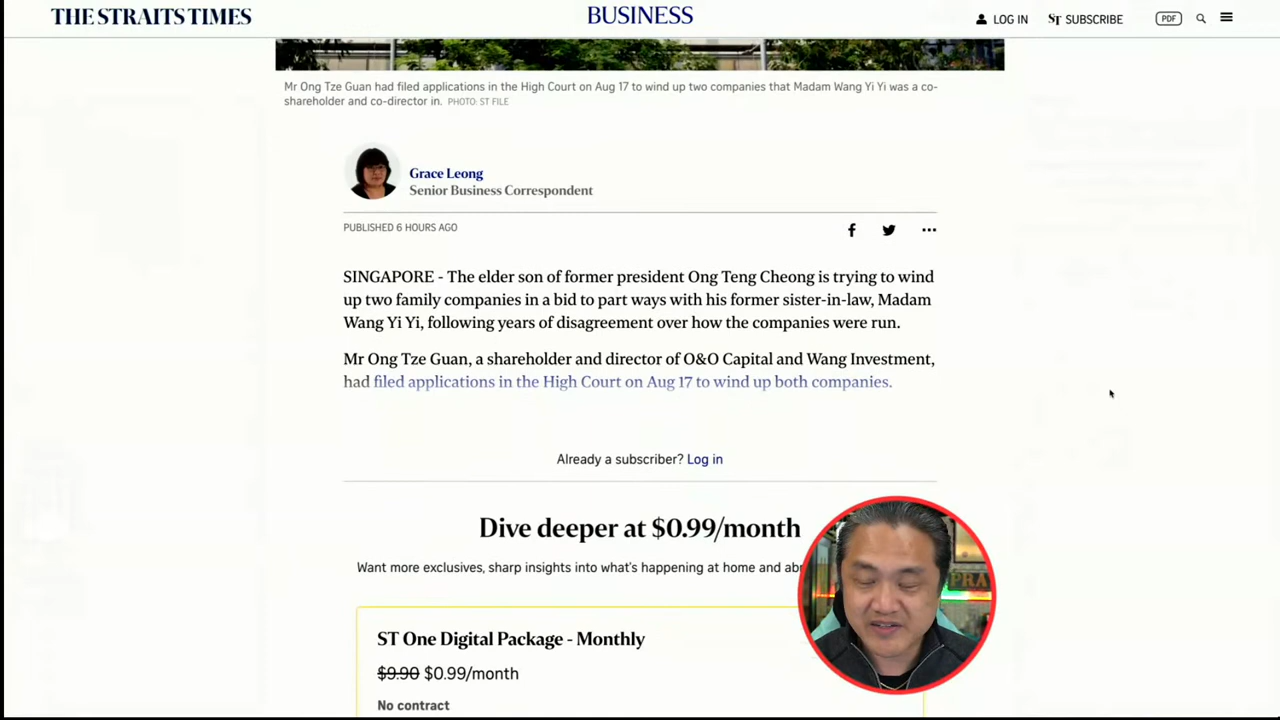 THE STRAITS TIMES
BUSINESS
LOG IN
ST SUBSCRIBE
PDF
Mr Ong Tze Guan had filed applications in the High Court on Aug 17 to wind up two companies that Madam Wang Yi Yi was a co-
shareholder and co-director in. PHOTO: ST FILE
Grace Leong
Senior Business Correspondent
PUBLISHED 6 HOURS AGO
SINGAPORE - The elder son of former president Ong Teng Cheong is trying to wind
up two family companies in a bid to part ways with his former sister-in-law, Madam
Wang Yi Yi, following years of disagreement over how the companies were run.
Mr Ong Tze Guan, a shareholder and director of O&O Capital and Wang Investment,
had filed applications in the High Court on Aug 17 to wind up both companies.
Already a subscriber? Log in
Dive deeper at $0.99/month
Want more exclusives, sharp insights into what's happening at home and
PRA
ST One Digital Package - Monthly
$9.90 $0.99/month
No contract